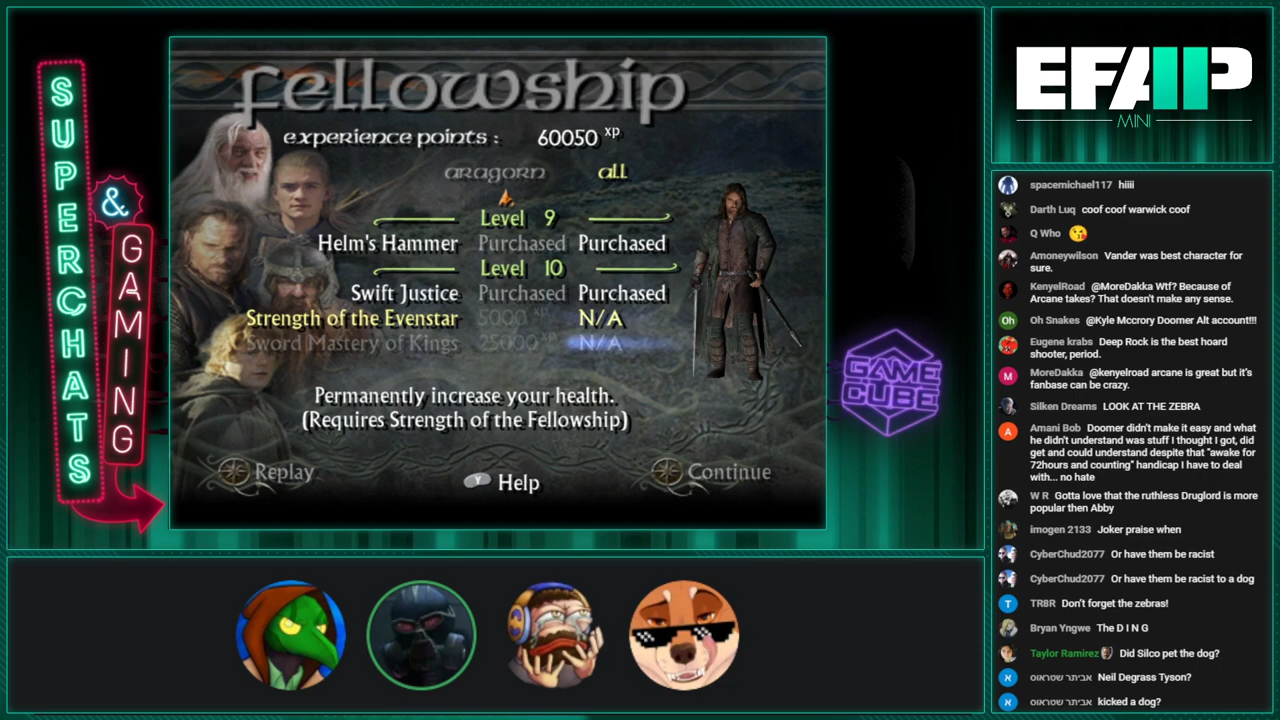 SUPERCHATS
&
GAMING
fellowship
experience points : 60050 xp
aragorn all
Level 9
Helm's Hammer Purchased Purchased
Level 10
Swift Justice Purchased Purchased
Strength of the Evenstar 5000 xp N/A
Sword Mastery of Kings 25000 xp N/A
Permanently increase your health.
(Requires Strength of the Fellowship)
Replay
Y Help
Continue
GAME
CUBE
EFAP
MINI
spacemichael117 hiiii
Darth Luq coof coof warwick coof
Q Who 😘
Amoneywilson Vander was best character for
sure.
KenyelRoad @MoreDakka Wtf? Because of
Arcane takes? That doesn't make any sense.
Oh Oh Snakes @Kyle Mccrory Doomer Alt account!!!
Eugene krabs Deep Rock is the best hoard
shooter, period.
M MoreDakka @kenyelroad arcane is great but it's
fanbase can be crazy.
Silken Dreams LOOK AT THE ZEBRA
A Amani Bob Doomer didn't make it easy and what
he didn't understand was stuff I thought I got, did
get and could understand despite that "awake for
72hours and counting" handicap I have to deal
with... no hate
W R Gotta love that the ruthless Druglord is more
popular then Abby
imogen 2133 Joker praise when
CyberChud2077 Or have them be racist
CyberChud2077 Or have them be racist to a dog
T TR8R Don't forget the zebras!
Bryan Yngwe The D I N G
Taylor Ramirez Did Silco pet the dog?
א אביתר שטראוס Neil Degrass Tyson?
א אביתר שטראוס kicked a dog?